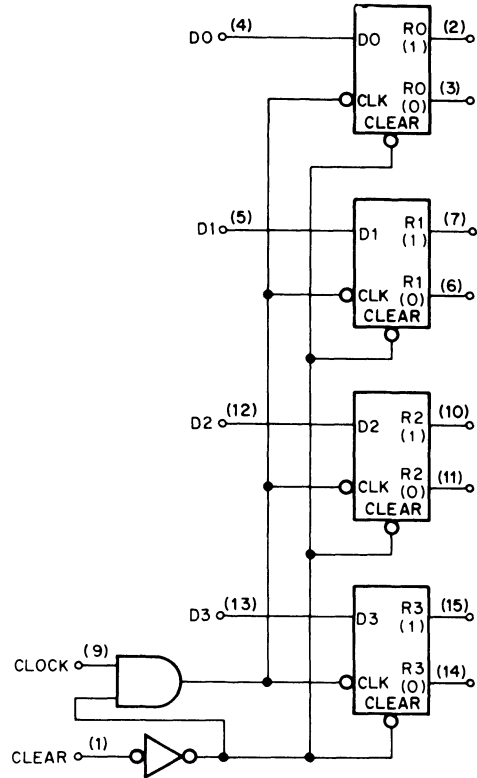 D0 (4) D0 R0 (2)
(1)
R0 (3)
CLK (0)
CLEAR
D1 (5) D1 R1 (7)
(1)
R1 (6)
CLK (0)
CLEAR
D2 (12) D2 R2 (10)
(1)
R2 (11)
CLK (0)
CLEAR
D3 (13) D3 R3 (15)
(1)
CLOCK (9) R3 (14)
CLK (0)
CLEAR
CLEAR (1)